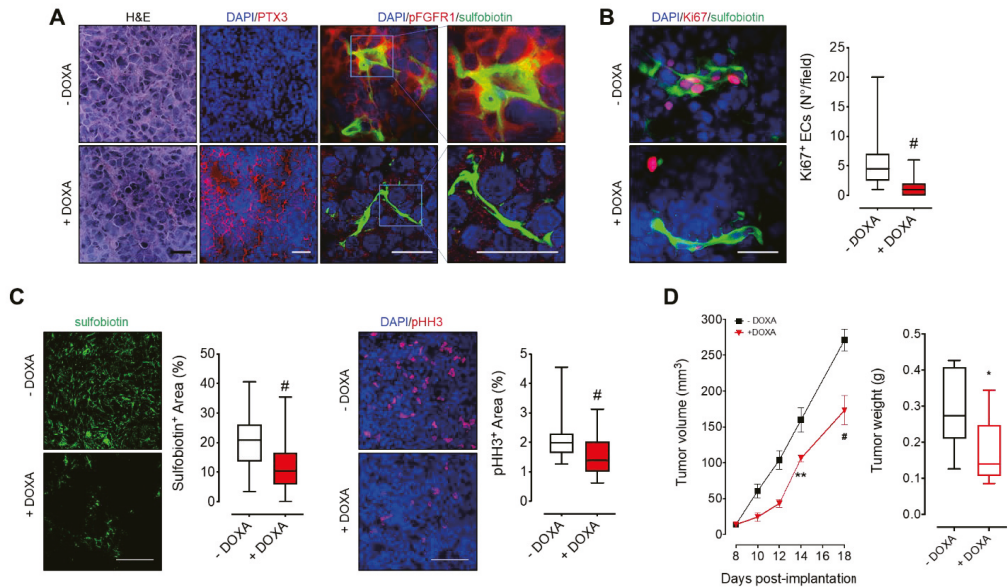 A
H&E
DAPI/PTX3
DAPI/pFGFR1/sulfobiotin
- DOXA
+ DOXA
B
DAPI/Ki67/sulfobiotin
- DOXA
+ DOXA
Ki67⁺ ECs (N°/field)
25
20
15
10
5
0
#
- DOXA
+ DOXA
C
sulfobiotin
- DOXA
+ DOXA
Sulfobiotin⁺ Area (%)
50
40
30
20
10
0
#
- DOXA
+ DOXA
DAPI/pHH3
- DOXA
+ DOXA
pHH3⁺ Area (%)
5
4
3
2
1
0
#
- DOXA
+ DOXA
D
- DOXA
+DOXA
Tumor volume (mm³)
300
250
200
150
100
50
0
**
#
8 10 12 14 16 18
Days post-implantation
Tumor weight (g)
0.5
0.4
0.3
0.2
0.1
0.0
*
- DOXA
+ DOXA